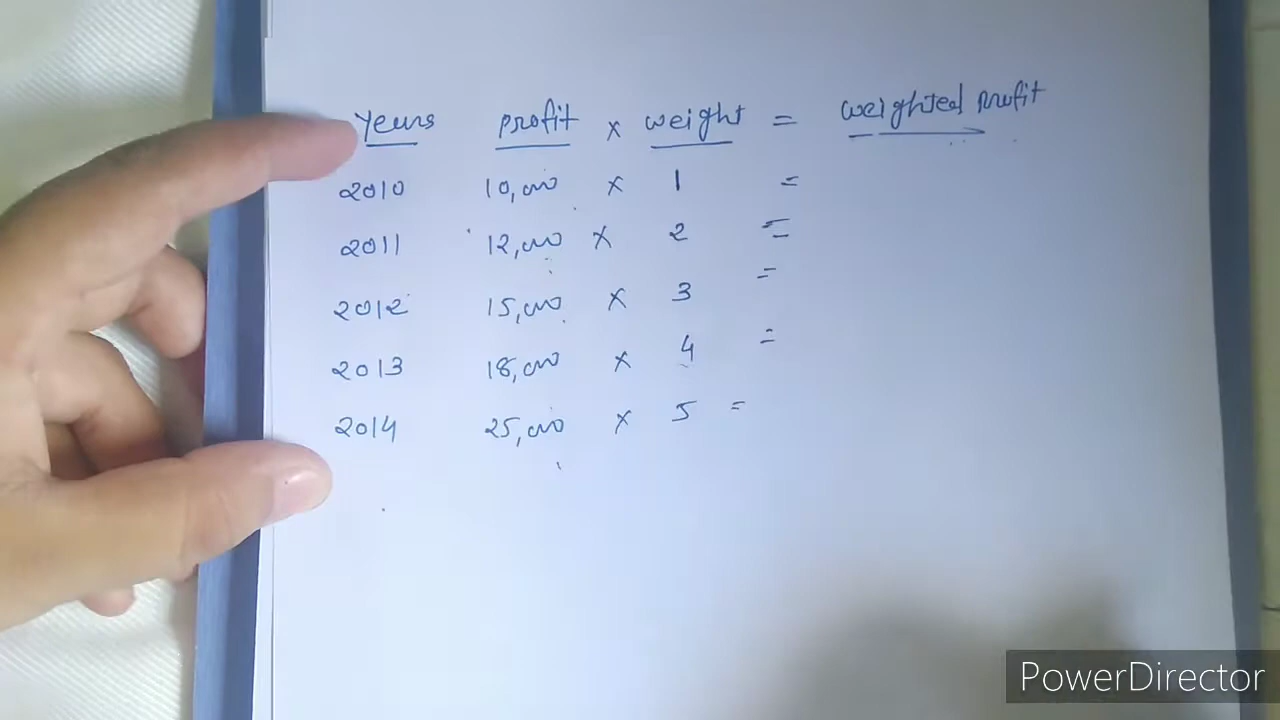 Years profit × weight = weighted profit
2010 10,000 × 1 =
2011 12,000 × 2 =
2012 15,000 × 3 =
2013 18,000 × 4 =
2014 25,000 × 5 =
PowerDirector